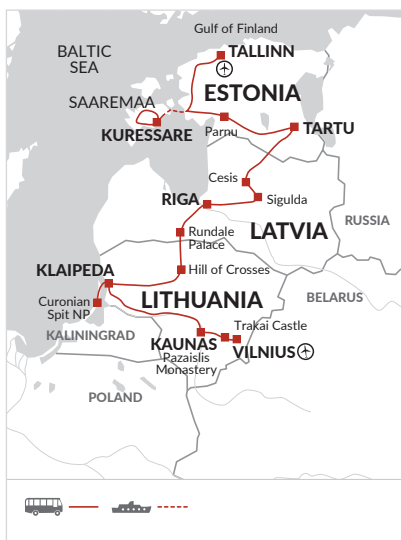 Gulf of Finland
BALTIC
SEA
TALLINN
ESTONIA
SAAREMAA
KURESSARE
Parnu
TARTU
Cesis
Sigulda
RIGA
LATVIA
RUSSIA
Rundale
Palace
KLAIPEDA
Hill of Crosses
LITHUANIA
BELARUS
Curonian
Spit NP
Trakai Castle
KALININGRAD
KAUNAS
Pazaislis
Monastery
VILNIUS
POLAND